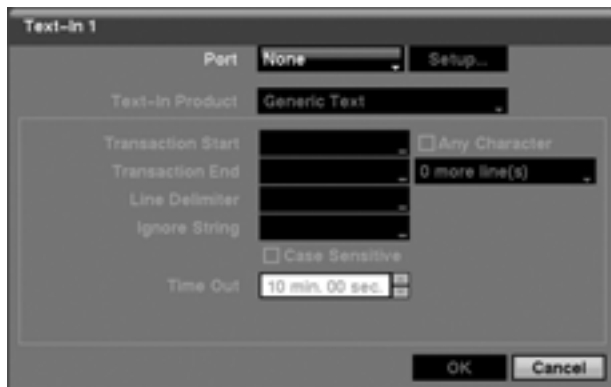 Text-In 1
Port None Setup...
Text-In Product Generic Text
Transaction Start Any Character
Transaction End 0 more line(s)
Line Delimiter
Ignore String
Case Sensitive
Time Out 10 min. 00 sec.
OK Cancel